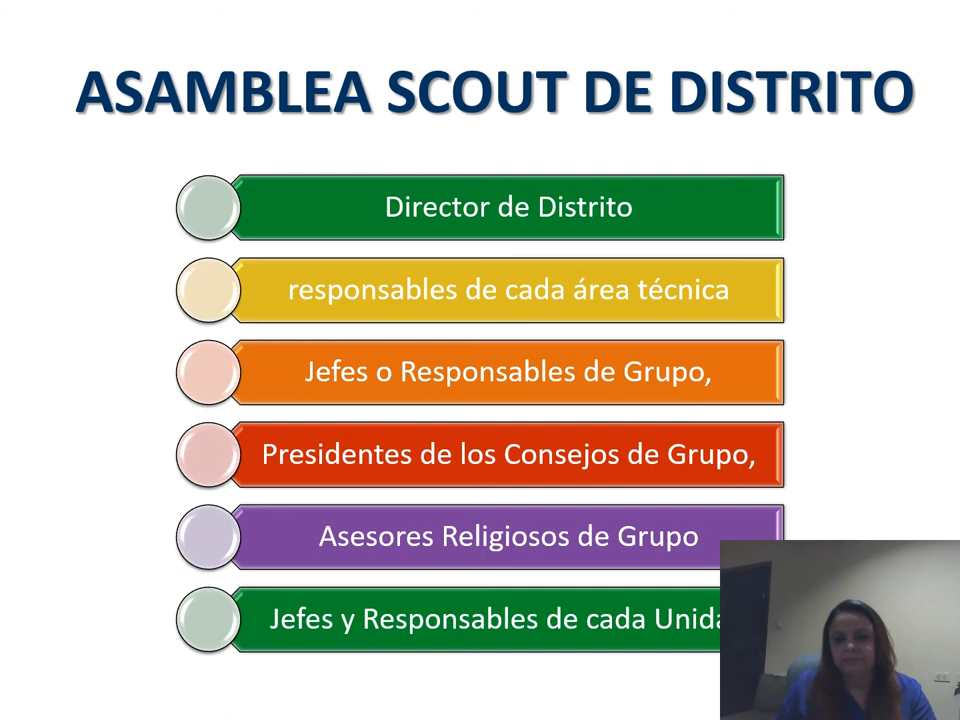 ASAMBLEA SCOUT DE DISTRITO
Director de Distrito
responsables de cada área técnica
Jefes o Responsables de Grupo,
Presidentes de los Consejos de Grupo,
Asesores Religiosos de Grupo
Jefes y Responsables de cada